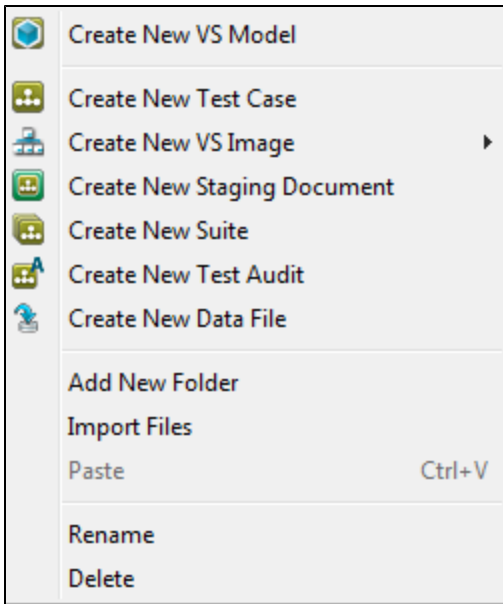 Create New VS Model
Create New Test Case
Create New VS Image
Create New Staging Document
Create New Suite
Create New Test Audit
Create New Data File
Add New Folder
Import Files
Paste Ctrl+V
Rename
Delete